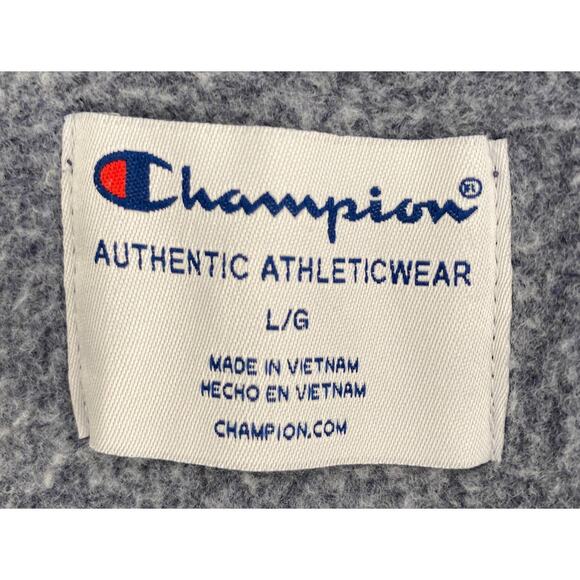 Champion®
AUTHENTIC ATHLETICWEAR
L/G
MADE IN VIETNAM
HECHO EN VIETNAM
CHAMPION.COM